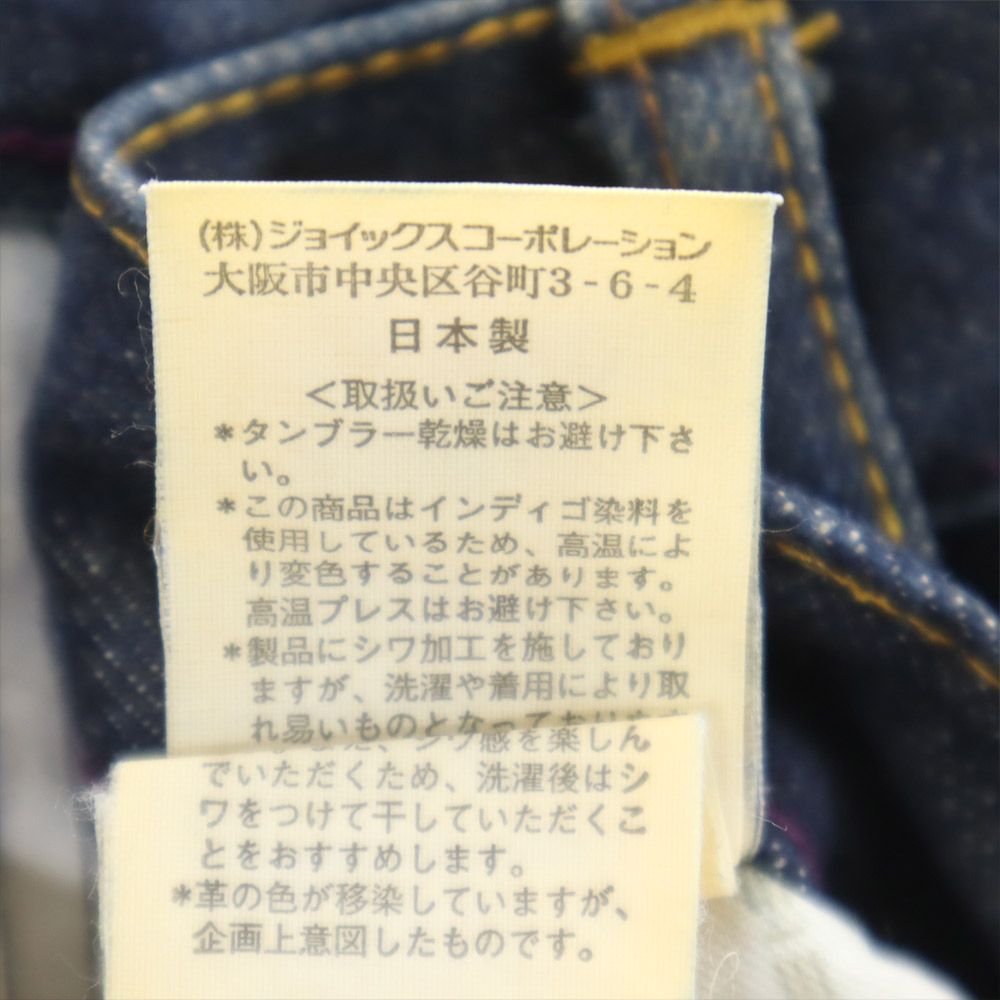 (株)ジョイックスコーポレーション
大阪市中央区谷町3-6-4
日本製
<取扱いご注意>
*タンブラー乾燥はお避け下さ
い。
*この商品はインディゴ染料を
使用しているため、高温によ
り変色することがあります。
高温プレスはお避け下さい。
*製品にシワ加工を施しており
ますが、洗濯や着用により取
れ易いものとなっており
シワ感を楽しん
でいただくため、洗濯後はシ
ワをつけて干していただくこ
とをおすすめします。
*革の色が移染していますが、
企画上意図したものです。